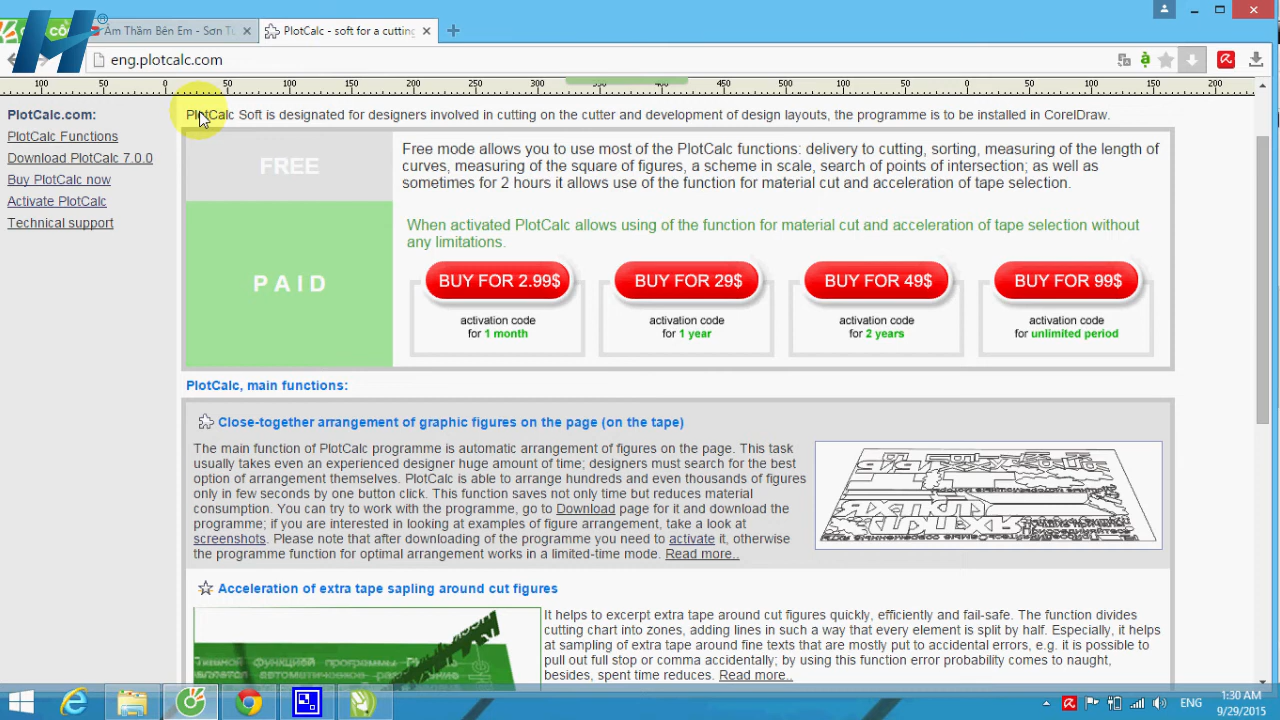 Âm Thầm Bên Em - Sơn Tù
PlotCalc - soft for a cutting
eng.plotcalc.com
100 50 0 50 100 150 200 250 300 500 0 50 100 150 200
PlotCalc.com:
PlotCalc Functions
Download PlotCalc 7.0.0
Buy PlotCalc now
Activate PlotCalc
Technical support
PlotCalc Soft is designated for designers involved in cutting on the cutter and development of design layouts, the programme is to be installed in CorelDraw.
FREE
Free mode allows you to use most of the PlotCalc functions: delivery to cutting, sorting, measuring of the length of
curves, measuring of the square of figures, a scheme in scale, search of points of intersection; as well as
sometimes for 2 hours it allows use of the function for material cut and acceleration of tape selection.
PAID
When activated PlotCalc allows using of the function for material cut and acceleration of tape selection without
any limitations.
BUY FOR 2.99$ BUY FOR 29$ BUY FOR 49$ BUY FOR 99$
activation code activation code activation code activation code
for 1 month for 1 year for 2 years for unlimited period
PlotCalc, main functions:
Close-together arrangement of graphic figures on the page (on the tape)
The main function of PlotCalc programme is automatic arrangement of figures on the page. This task
usually takes even an experienced designer huge amount of time; designers must search for the best
option of arrangement themselves. PlotCalc is able to arrange hundreds and even thousands of figures
only in few seconds by one button click. This function saves not only time but reduces material
consumption. You can try to work with the programme, go to Download page for it and download the
programme; if you are interested in looking at examples of figure arrangement, take a look at
screenshots. Please note that after downloading of the programme you need to activate it, otherwise
the programme function for optimal arrangement works in a limited-time mode. Read more..
Acceleration of extra tape sapling around cut figures
It helps to excerpt extra tape around cut figures quickly, efficiently and fail-safe. The function divides
cutting chart into zones, adding lines in such a way that every element is split by half. Especially, it helps
at sampling of extra tape around fine texts that are mostly put to accidental errors, e.g. it is possible to
pull out full stop or comma accidentally; by using this function error probability comes to naught,
besides, spent time reduces. Read more..
ENG
1:30 AM
9/29/2015